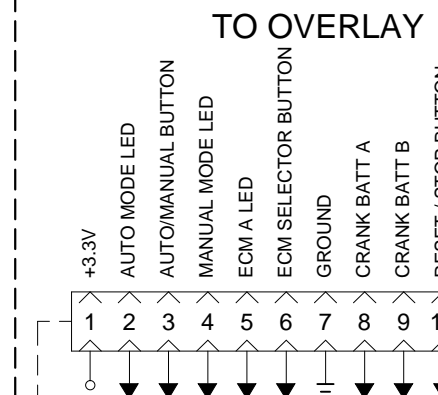 TO OVERLAY
+3.3V
AUTO MODE LED
AUTO/MANUAL BUTTON
MANUAL MODE LED
ECM A LED
ECM SELECTOR BUTTON
GROUND
CRANK BATT A
CRANK BATT B
1 2 3 4 5 6 7 8 9 1